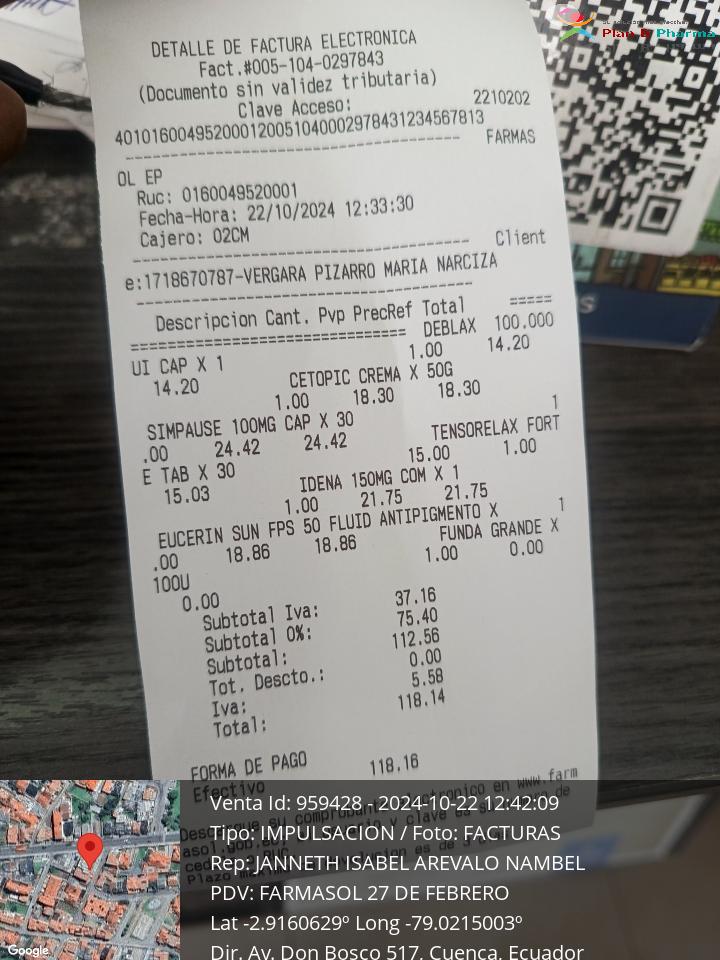 Plan B Pharma
DETALLE DE FACTURA ELECTRONICA
Fact.#005-104-0297843
(Documento sin validez tributaria)
Clave Acceso: 2210202
401016004952000120051040002978431234567813
FARMAS
OL EP
Ruc: 0160049520001
Fecha-Hora: 22/10/2024 12:33:30
Cajero: 02CM
Client
e:1718670787-VERGARA PIZARRO MARIA NARCIZA
Descripcion Cant. Pvp PrecRef Total
=====
============================== DEBLAX 100.000
UI CAP X 1 1.00 14.20
14.20 CETOPIC CREMA X 50G
1.00 18.30 18.30
SIMPAUSE 100MG CAP X 30 1
.00 24.42 24.42 TENSORELAX FORT
E TAB X 30 15.00 1.00
15.03 IDENA 150MG COM X 1
1.00 21.75 21.75
EUCERIN SUN FPS 50 FLUID ANTIPIGMENTO X 1
.00 18.86 18.86 FUNDA GRANDE X
100U 1.00 0.00
0.00
Subtotal Iva: 37.16
Subtotal 0%: 75.40
Subtotal: 112.56
Tot. Descto.: 0.00
Iva: 5.58
Total: 118.14
FORMA DE PAGO
Efectivo 118.16
en www.farm
S
Venta Id: 959428 - 2024-10-22 12:42:09
Tipo: IMPULSACION / Foto: FACTURAS
Rep: JANNETH ISABEL AREVALO NAMBEL
PDV: FARMASOL 27 DE FEBRERO
Lat -2.9160629º Long -79.0215003º
Dir. Av. Don Bosco 517, Cuenca, Ecuador
Google